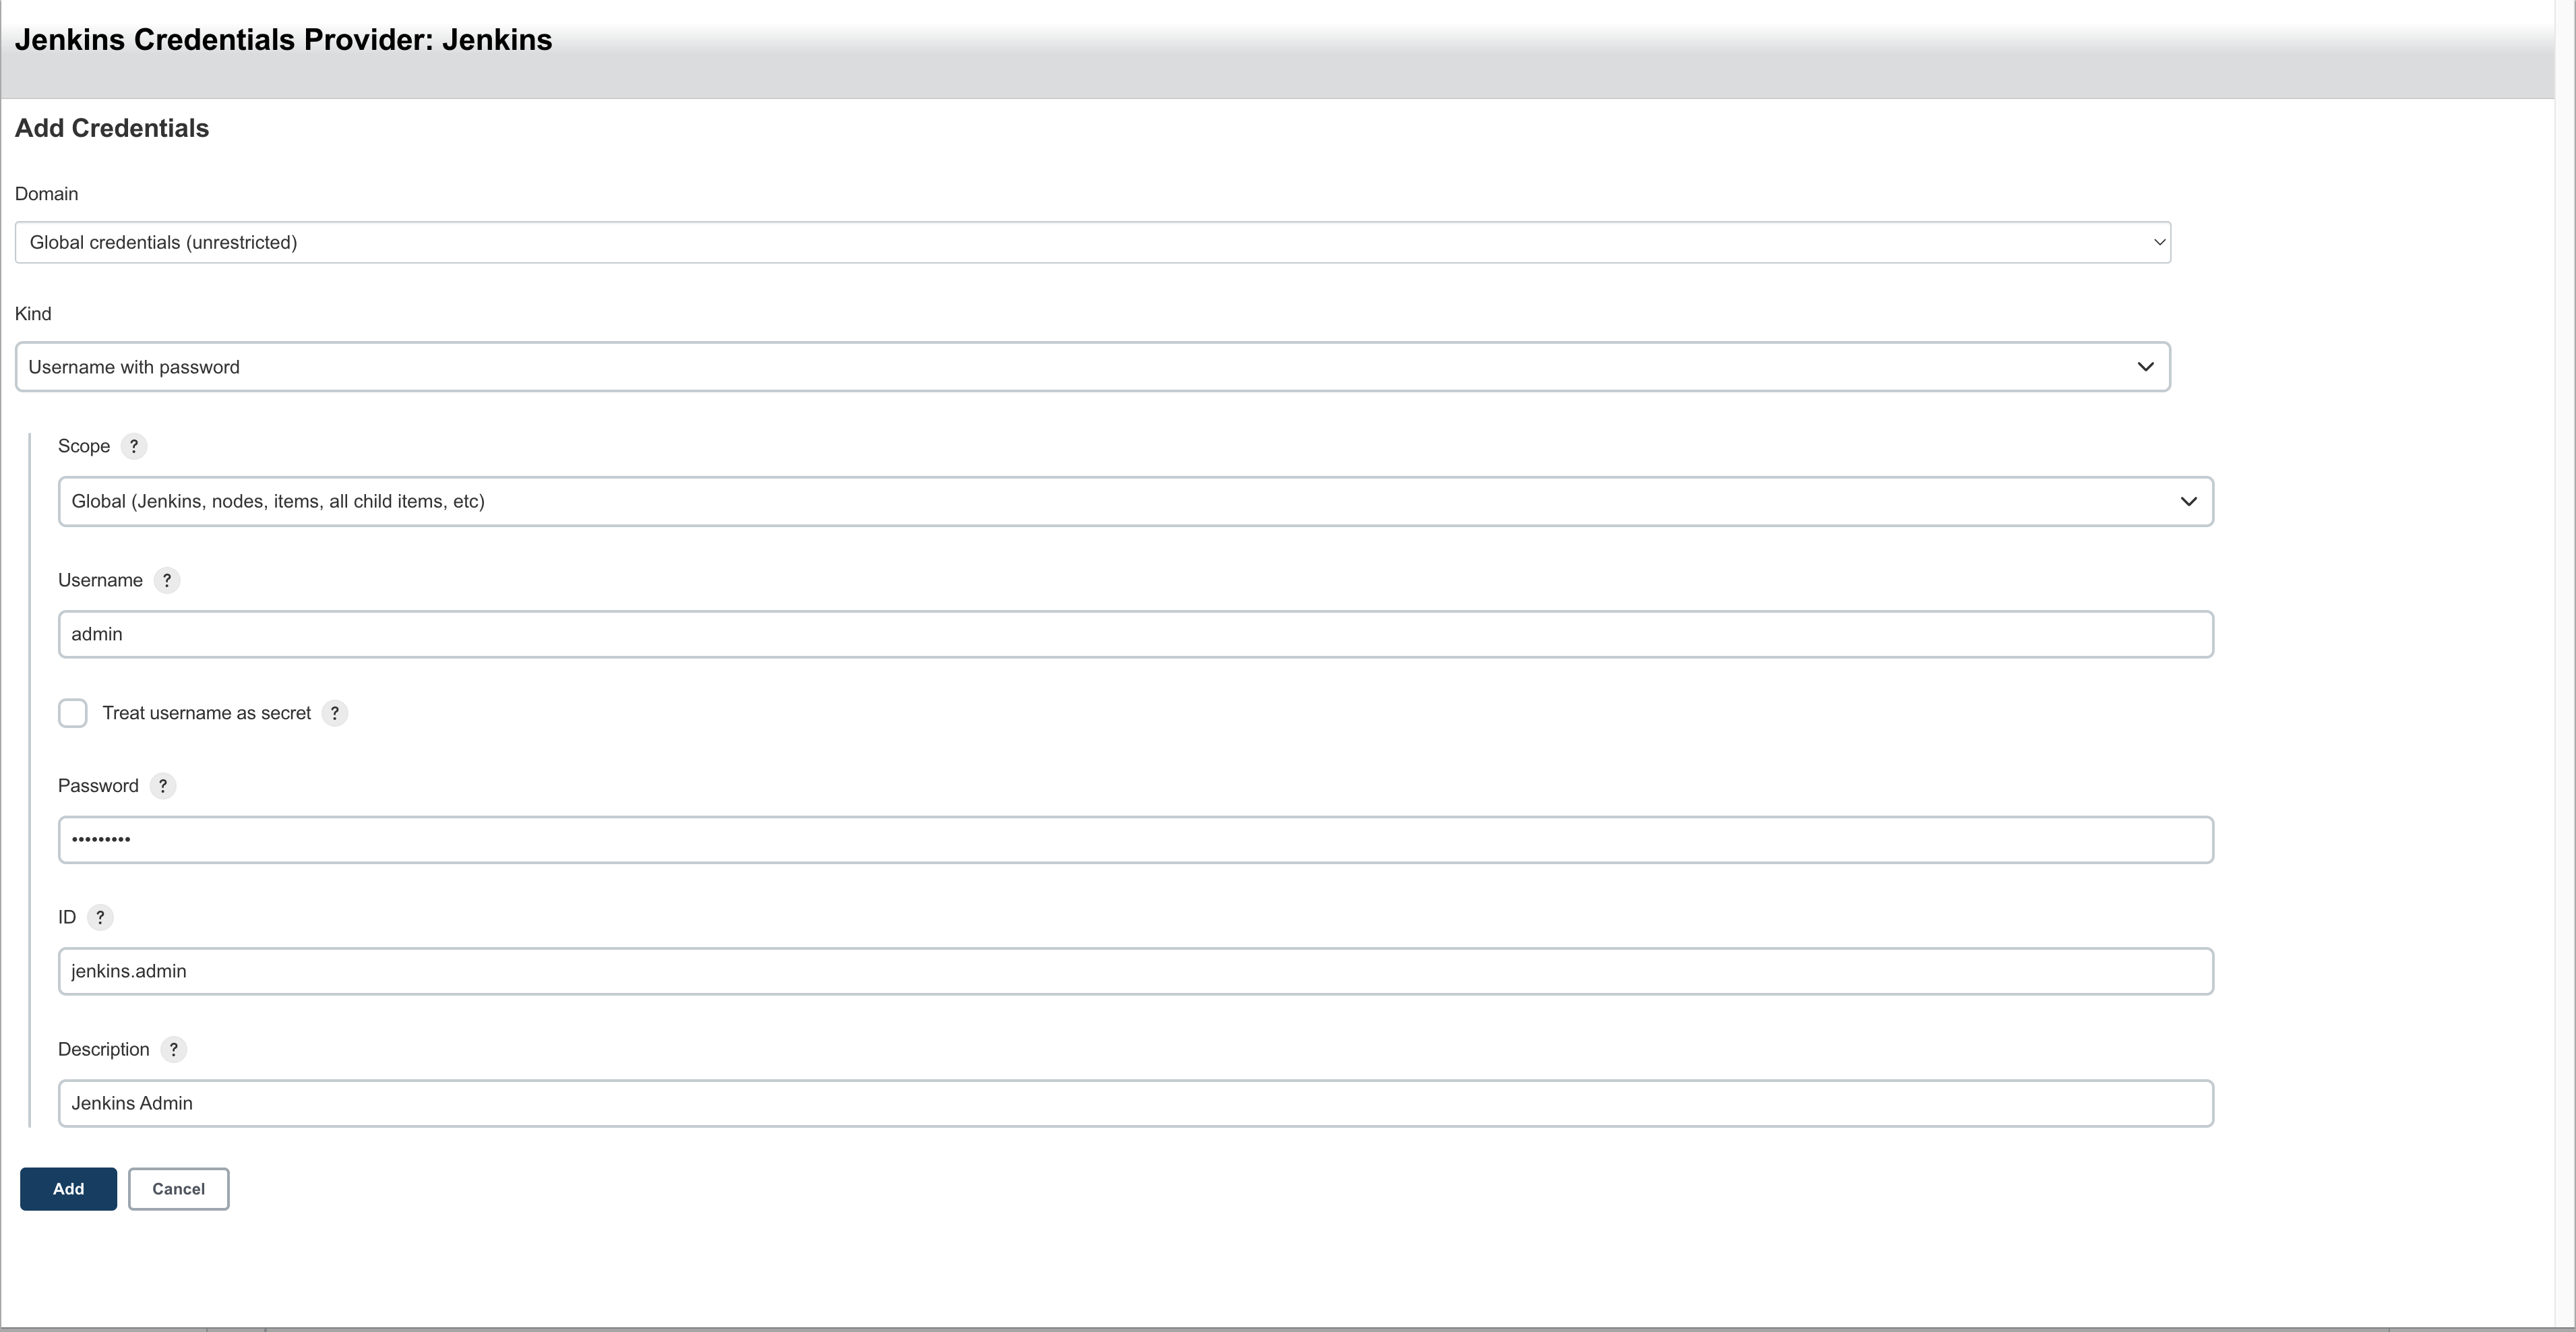 Jenkins Credentials Provider: Jenkins
Add Credentials
Domain
Global credentials (unrestricted)
Kind
Username with password
Scope ?
Global (Jenkins, nodes, items, all child items, etc)
Username ?
admin
Treat username as secret ?
Password ?
•••••••••
ID ?
jenkins.admin
Description ?
Jenkins Admin
Add Cancel